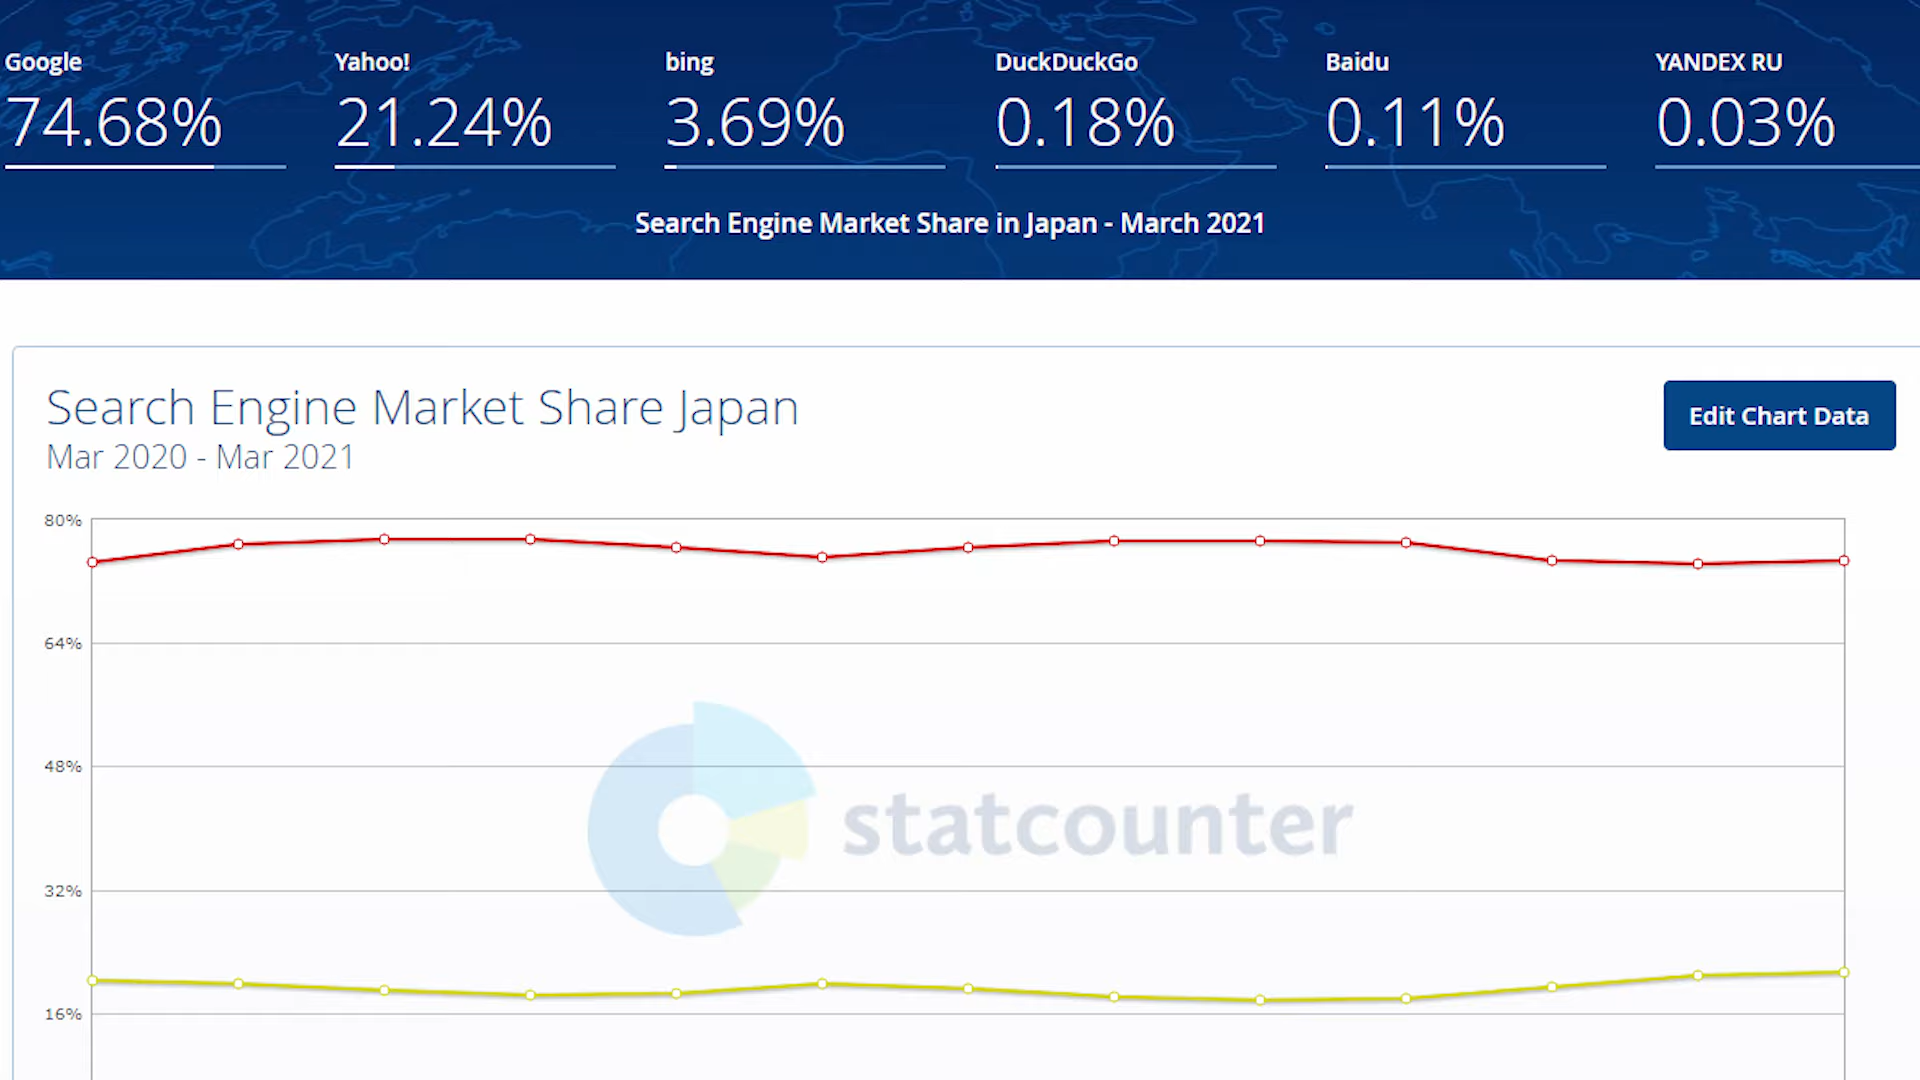 Google Yahoo! bing DuckDuckGo Baidu YANDEX RU
74.68% 21.24% 3.69% 0.18% 0.11% 0.03%
Search Engine Market Share in Japan - March 2021
Search Engine Market Share Japan
Mar 2020 - Mar 2021
Edit Chart Data
80%
64%
48%
statcounter
32%
16%